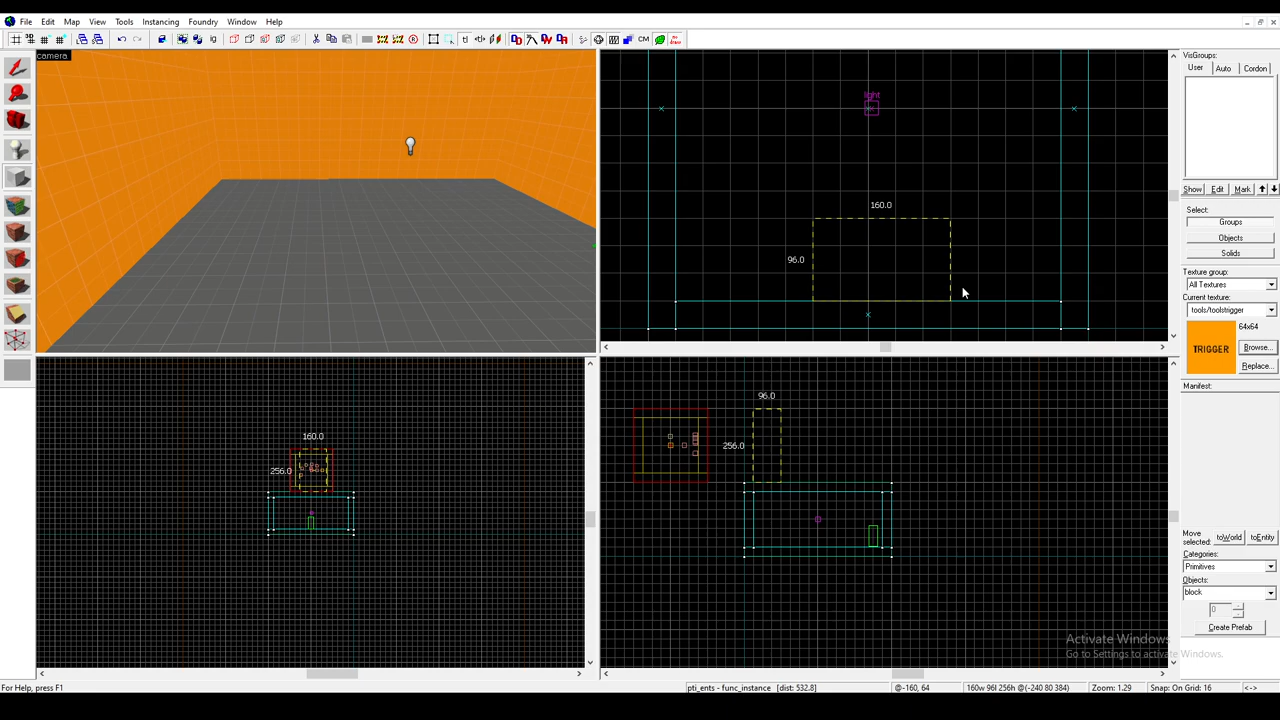 File Edit Map View Tools Instancing Foundry Window Help
camera
light
160.0
96.0
160.0
256.0
96.0
256.0
VisGroups:
User Auto Cordon
Show Edit Mark
Select:
Groups
Objects
Solids
Texture group:
All Textures
Current texture:
tools/toolstrigger
TRIGGER
64x64
Browse...
Replace...
Manifest:
Move selected: toWorld toEntity
Categories:
Primitives
Objects:
block
0
Create Prefab
Activate Windows
Go to Settings to activate Windows.
For Help, press F1
pti_ents - func_instance [dist: 532.8]
@-160, 64
160w 96l 256h @(-240 80 384)
Zoom: 1.29
Snap: On Grid: 16
<->